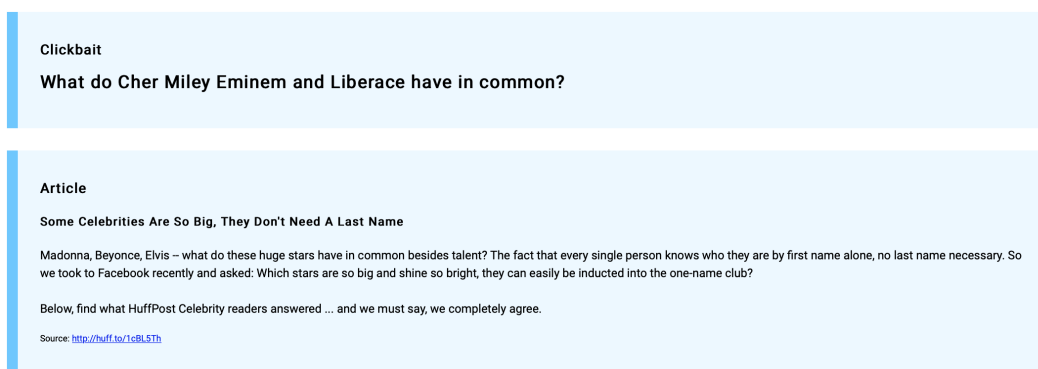 Clickbait
What do Cher Miley Eminem and Liberace have in common?
Article
Some Celebrities Are So Big, They Don't Need A Last Name
Madonna, Beyonce, Elvis -- what do these huge stars have in common besides talent? The fact that every single person knows who they are by first name alone, no last name necessary. So
we took to Facebook recently and asked: Which stars are so big and shine so bright, they can easily be inducted into the one-name club?
Below, find what HuffPost Celebrity readers answered ... and we must say, we completely agree.
Source: http://huff.to/1cBL5Th